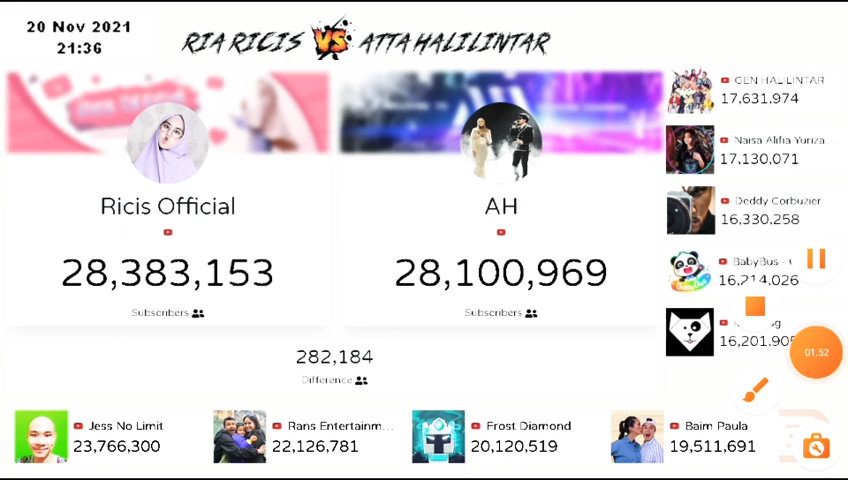 20 Nov 2021
21:36
RIA RICIS VS ATTA HALILINTAR
Ricis Official
28,383,153
Subscribers
AH
28,100,969
Subscribers
282,184
Difference
GEN HALILINTAR
17,631,974
Naisa Alifia Yuriza...
17,130,071
Deddy Corbuzier
16,330,258
BabyBus -
16,214,026
16,201,905
01:52
Jess No Limit
23,766,300
Rans Entertainm...
22,126,781
Frost Diamond
20,120,519
Baim Paula
19,511,691